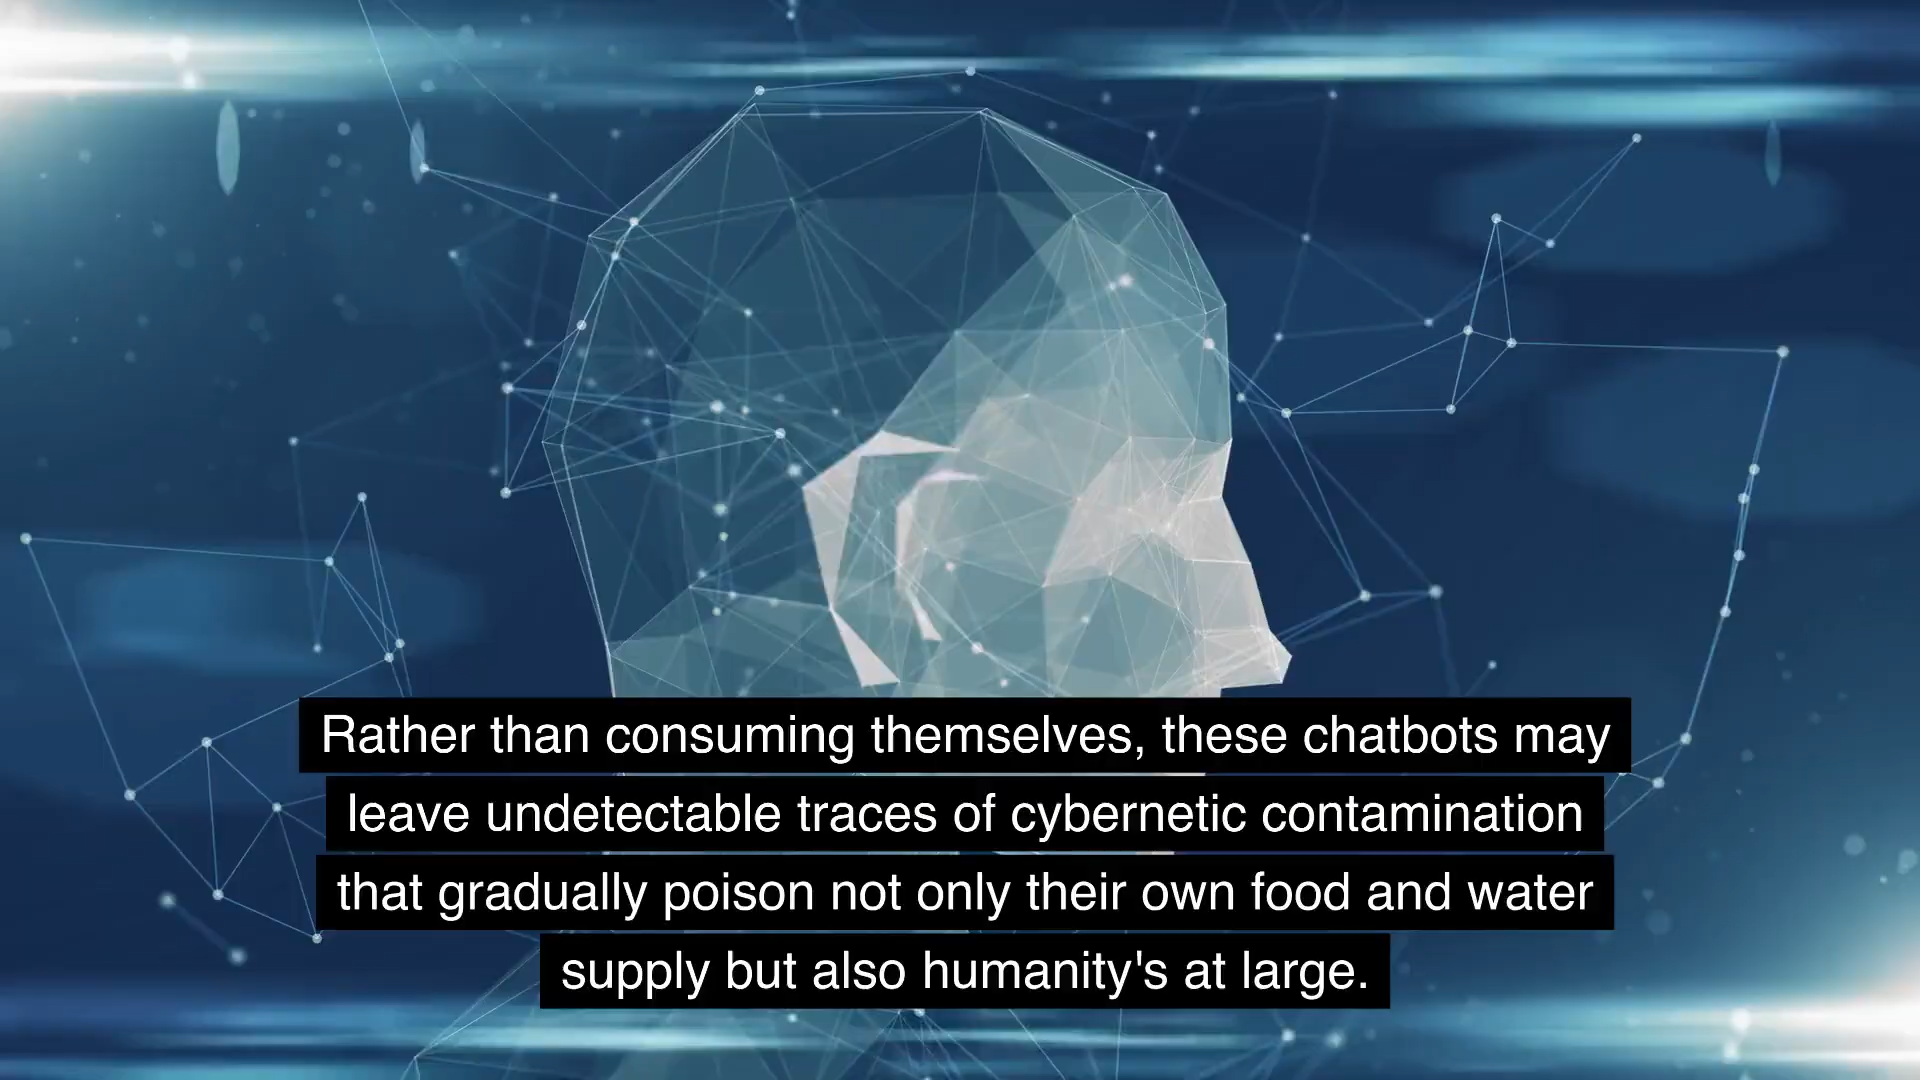 Rather than consuming themselves, these chatbots may
leave undetectable traces of cybernetic contamination
that gradually poison not only their own food and water
supply but also humanity's at large.